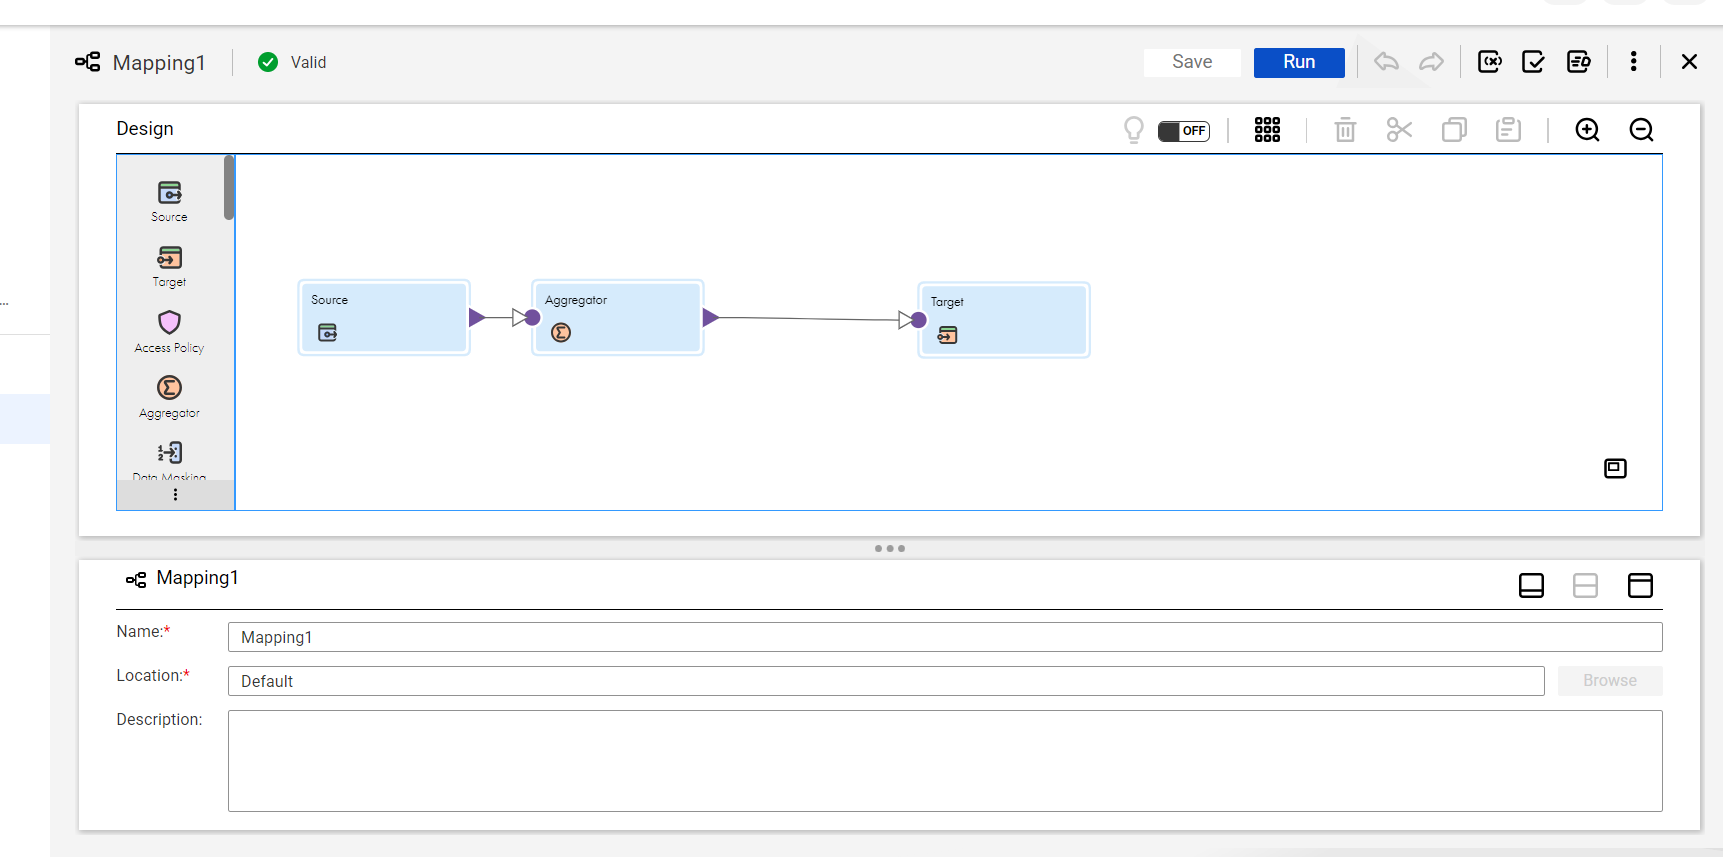 Mapping1
Valid
Save
Run
Design
OFF
Source
Target
Access Policy
Aggregator
Data Masking
Source
Aggregator
Target
...
Mapping1
Name:*
Mapping1
Location:*
Default
Browse
Description: